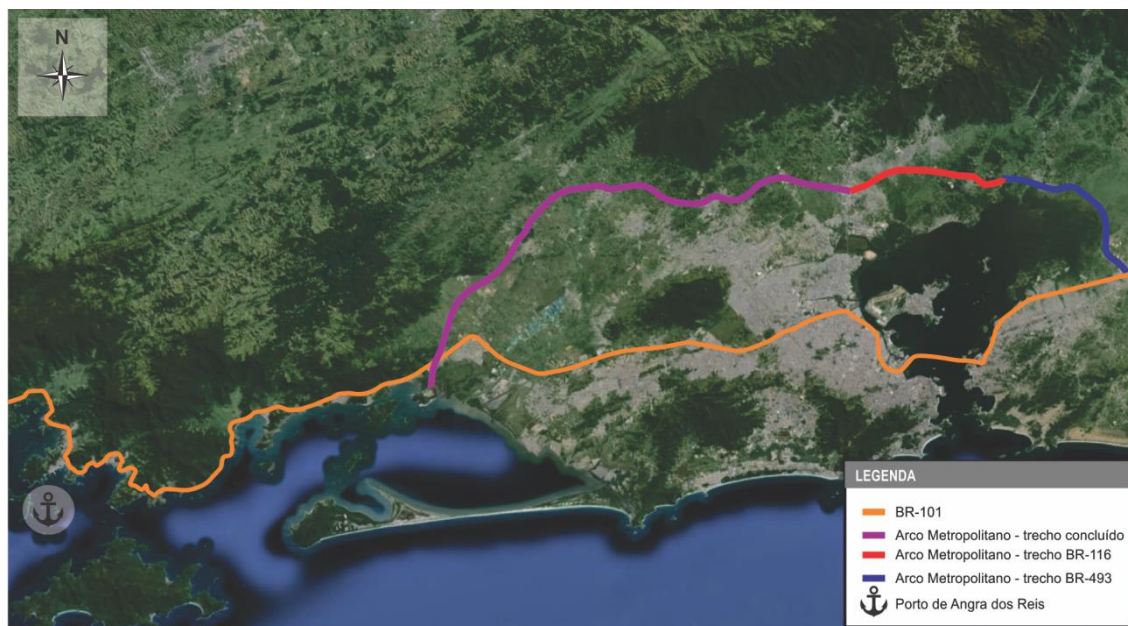 N
LEGENDA
BR-101
Arco Metropolitano - trecho concluído
Arco Metropolitano - trecho BR-116
Arco Metropolitano - trecho BR-493
Porto de Angra dos Reis